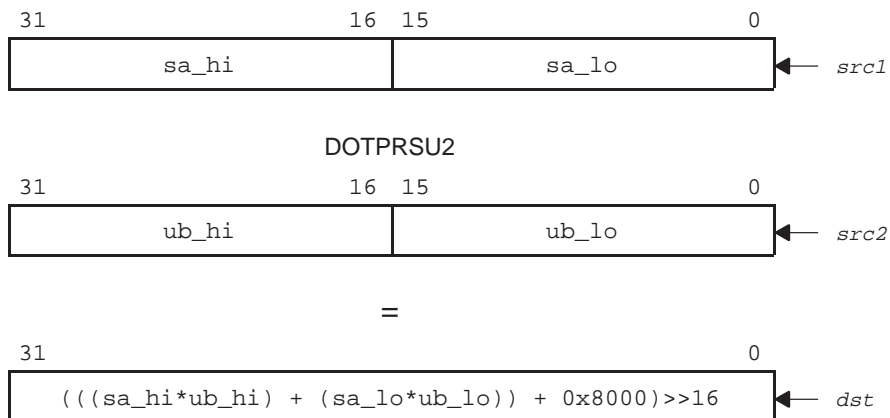 31 16 15 0
sa_hi sa_lo src1
DOTPRSU2
31 16 15 0
ub_hi ub_lo src2
=
31 0
(((sa_hi*ub_hi) + (sa_lo*ub_lo)) + 0x8000)>>16 dst